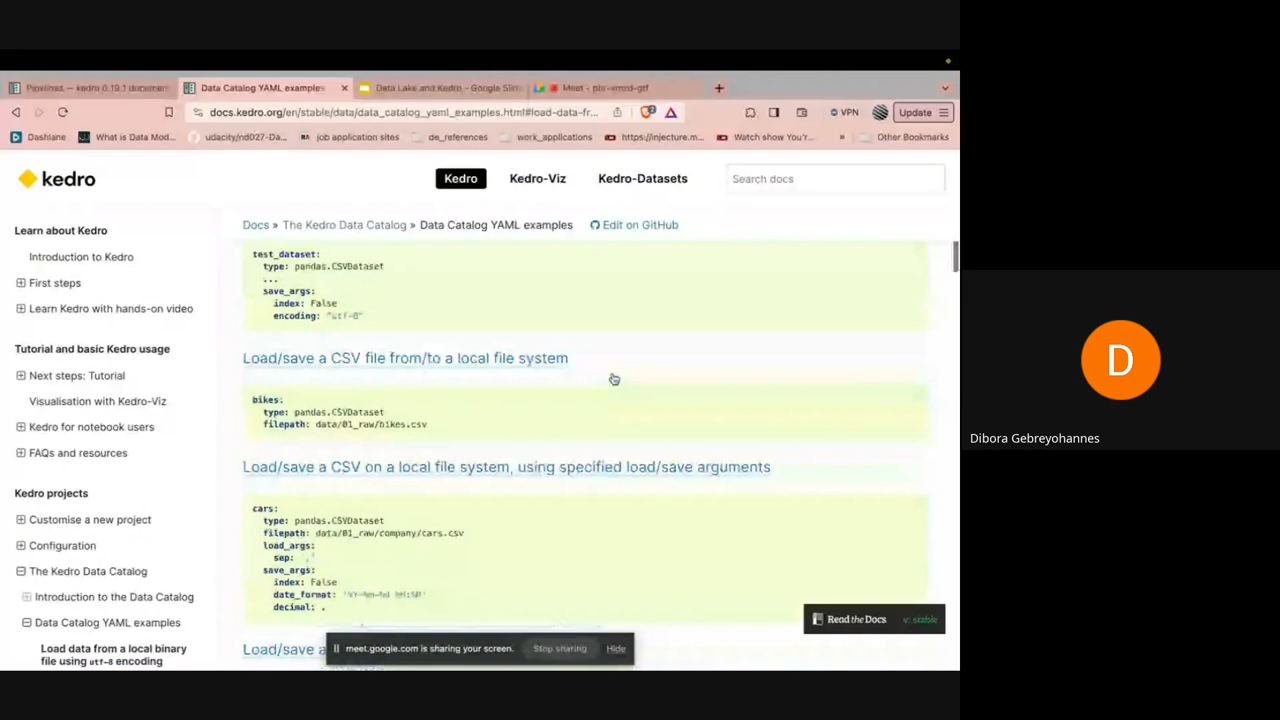 Pipelines — kedro 0.19.1 document
Data Catalog YAML examples
Data Lake and Kedro - Google Slid
Meet -
docs.kedro.org/en/stable/data/data_catalog_yaml_examples.html#load-data-fr...
VPN
Update
Dashlane
What is Data Mod...
udacity/nd027-Da...
job application sites
de_references
work_applications
https://injecture.m...
Watch show You'r...
»
Other Bookmarks
kedro
Kedro
Kedro-Viz
Kedro-Datasets
Search docs
Docs » The Kedro Data Catalog » Data Catalog YAML examples
Edit on GitHub
Learn about Kedro
Introduction to Kedro
First steps
Learn Kedro with hands-on video
Tutorial and basic Kedro usage
Next steps: Tutorial
Visualisation with Kedro-Viz
Kedro for notebook users
FAQs and resources
Kedro projects
Customise a new project
Configuration
The Kedro Data Catalog
Introduction to the Data Catalog
Data Catalog YAML examples
Load data from a local binary
file using utf-8 encoding
test_dataset:
type: pandas.CSVDataset
...
save_args:
index: False
encoding: "utf-8"
Load/save a CSV file from/to a local file system
bikes:
type: pandas.CSVDataset
filepath: data/01_raw/bikes.csv
Load/save a CSV on a local file system, using specified load/save arguments
cars:
type: pandas.CSVDataset
filepath: data/01_raw/company/cars.csv
load_args:
sep: ','
save_args:
index: False
date_format:
decimal: .
Load/save a
Read the Docs
v: stable
meet.google.com is sharing your screen.
Stop sharing
Hide
D
Dibora Gebreyohannes